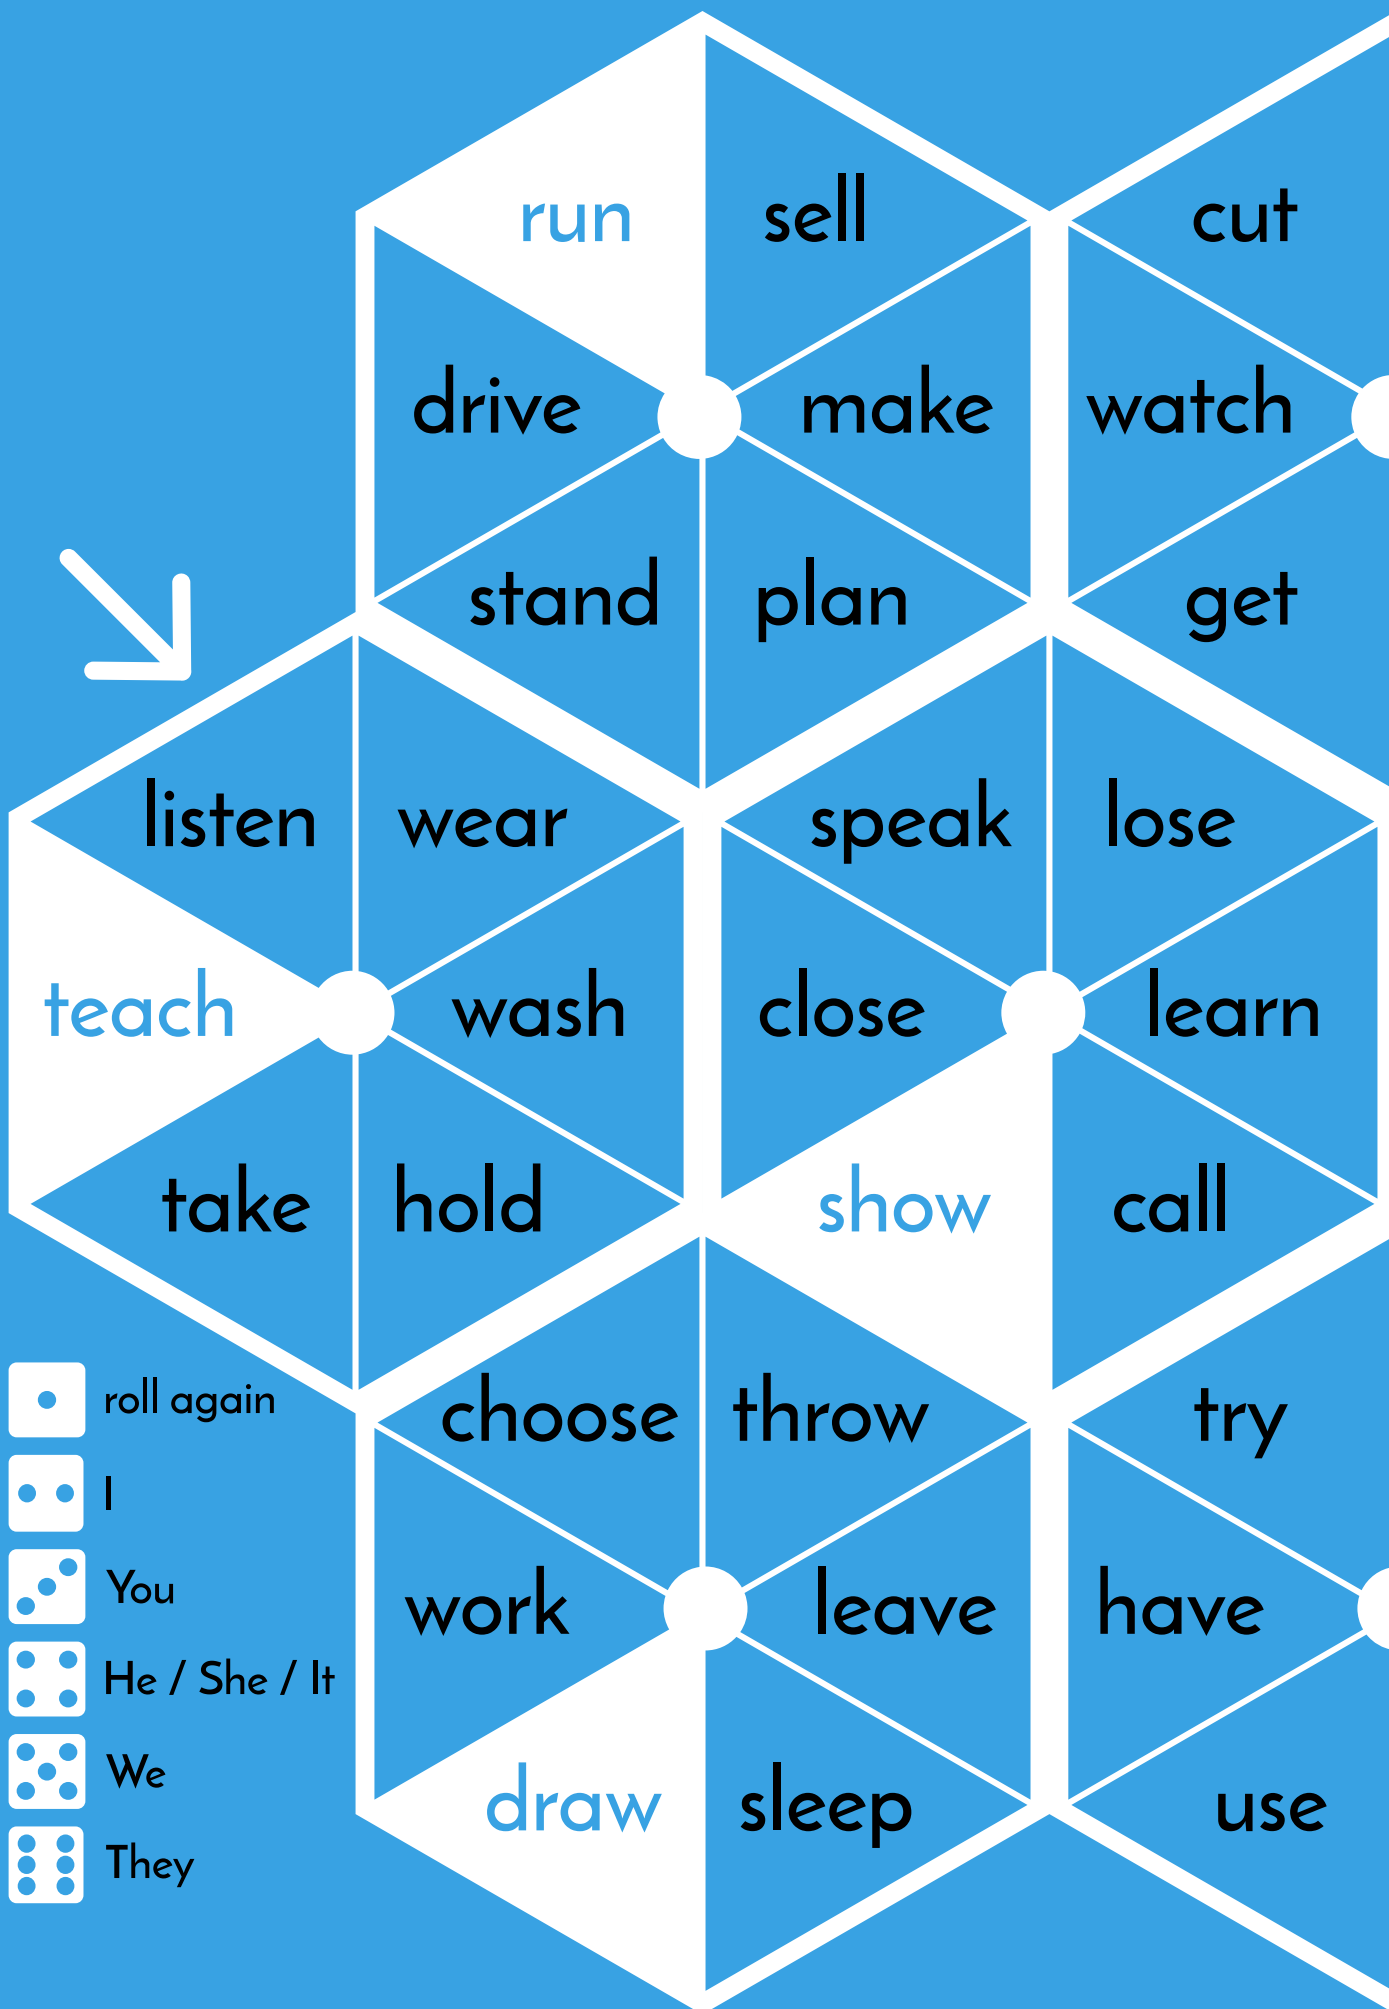 run sell cut
drive make watch
stand plan get
listen wear speak lose
teach wash close learn
take hold show call
roll again
choose throw try
I
You
work leave have
He / She / It
We
draw sleep use
They